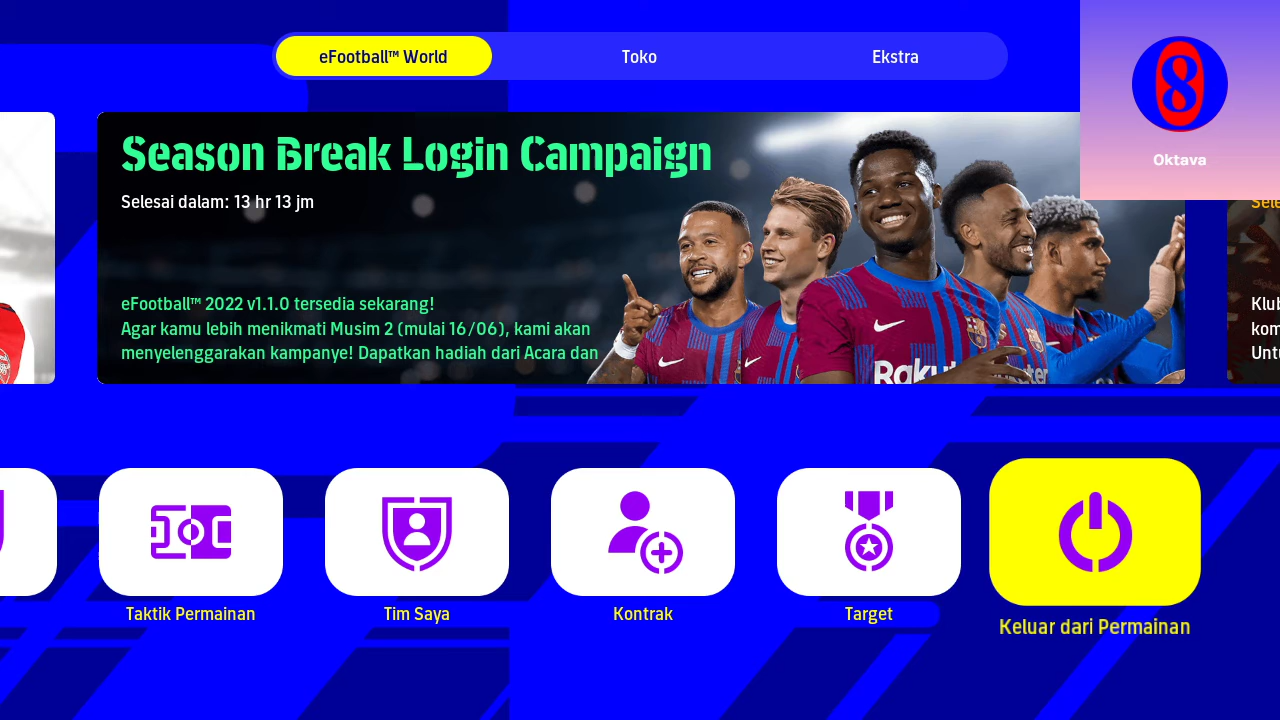 eFootball™ World
Toko
Ekstra
Oktava
Season Break Login Campaign
Selesai dalam: 13 hr 13 jm
eFootball™ 2022 v1.1.0 tersedia sekarang!
Agar kamu lebih menikmati Musim 2 (mulai 16/06), kami akan
menyelenggarakan kampanye! Dapatkan hadiah dari Acara dan
Taktik Permainan
Tim Saya
Kontrak
Target
Keluar dari Permainan